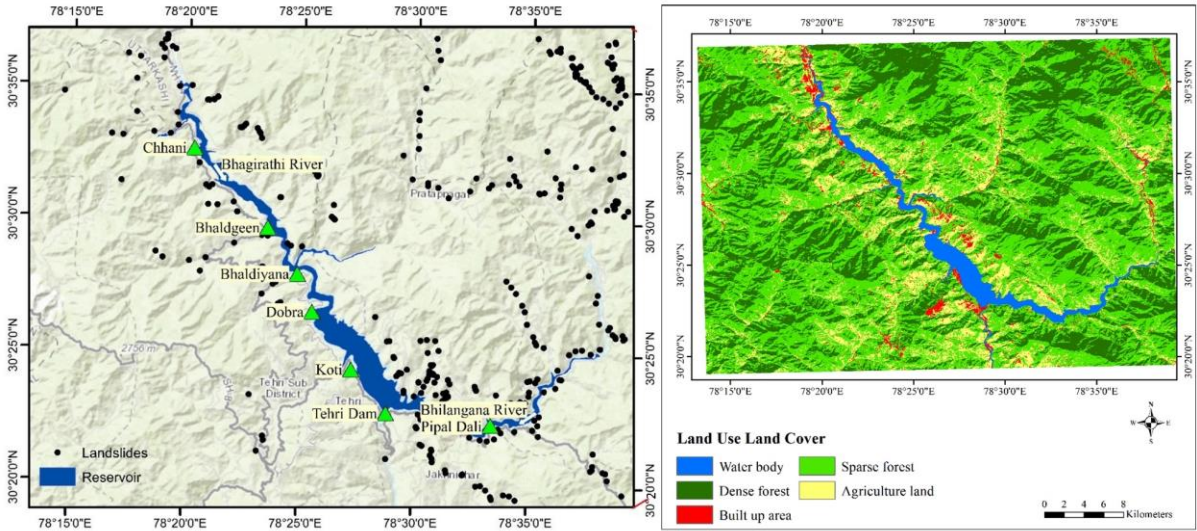 78°15'0"E 78°20'0"E 78°25'0"E 78°30'0"E 78°35'0"E
30°35'0"N
30°30'0"N
30°25'0"N
30°20'0"N
30°35'0"N
30°30'0"N
30°25'0"N
30°20'0"N
Chhani
Bhagirathi River
Pratapnagar
Bhaldgeen
Bhaldiyana
Dobra
2756 m
Koti
Tehri Sub
District
Tehri
Tehri Dam
Bhilangana River
Pipal Dali
SH-8
Landslides
Reservoir
78°15'0"E 78°20'0"E 78°25'0"E 78°30'0"E 78°35'0"E
78°15'0"E 78°20'0"E 78°25'0"E 78°30'0"E 78°35'0"E
30°35'0"N
30°30'0"N
30°25'0"N
30°20'0"N
30°35'0"N
30°30'0"N
30°25'0"N
30°20'0"N
78°15'0"E 78°20'0"E 78°25'0"E 78°30'0"E 78°35'0"E
N
W E
S
Land Use Land Cover
Water body Sparse forest
Dense forest Agriculture land
Built up area
0 2 4 6 8
Kilometers